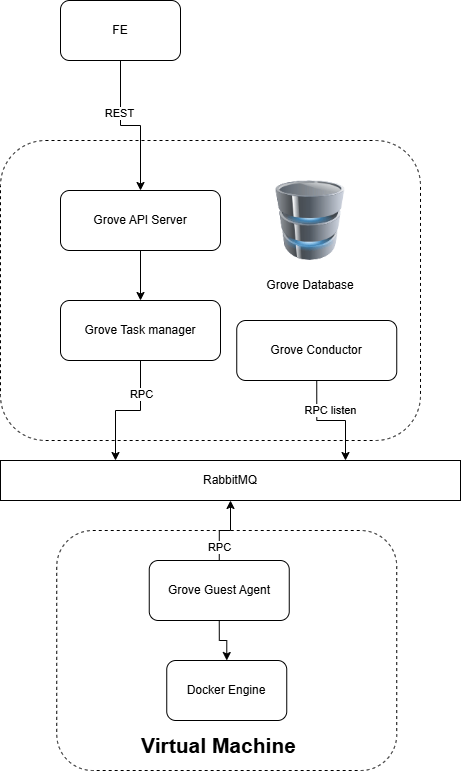 FE
REST
Grove API Server
Grove Database
Grove Task manager
Grove Conductor
RPC
RPC listen
RabbitMQ
RPC
Grove Guest Agent
Docker Engine
Virtual Machine